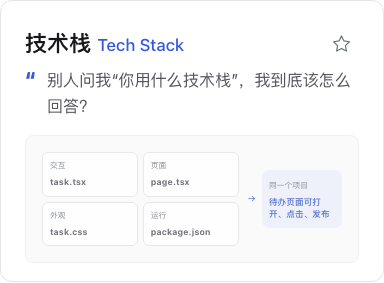 技术栈 Tech Stack
“ 别人问我“你用什么技术栈”，我到底该怎么
回答？
交互
task.tsx
页面
page.tsx
外观
task.css
运行
package.json
→
同一个项目
待办页面可打
开、点击、发布